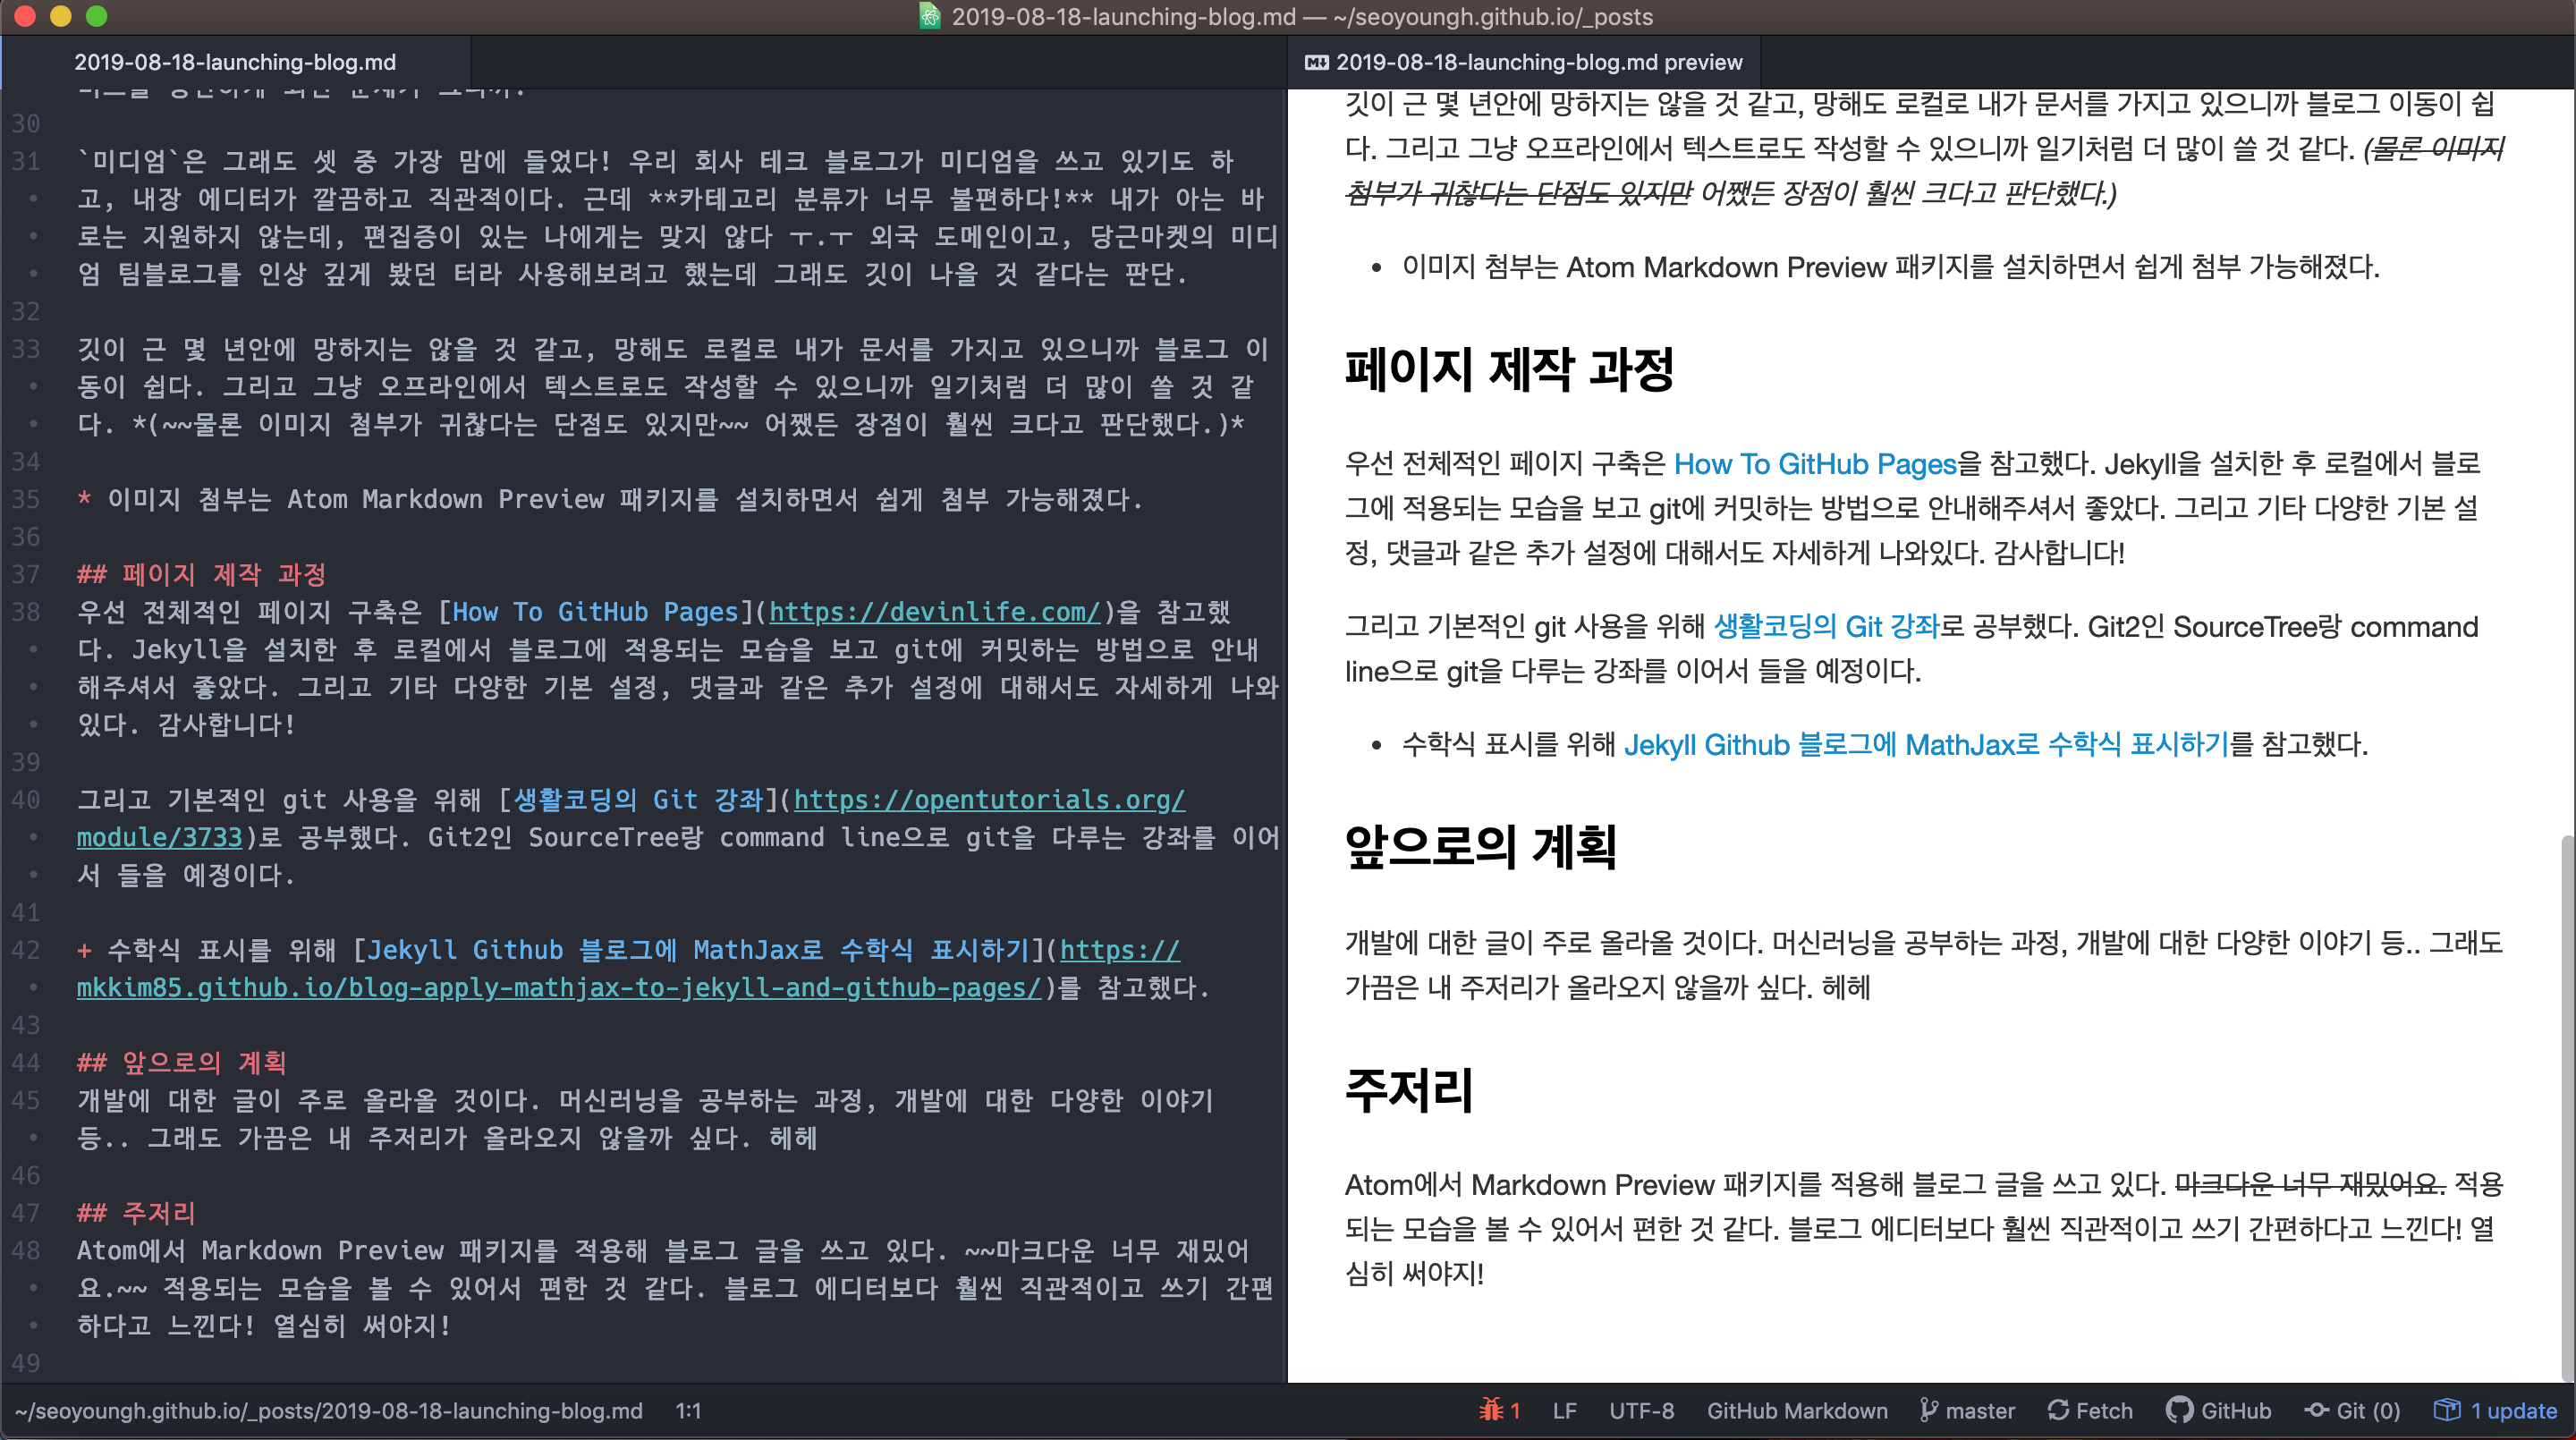 2019-08-18-launching-blog.md — ~/seoyoungh.github.io/_posts
2019-08-18-launching-blog.md
30
31 `미디엄`은 그래도 셋 중 가장 맘에 들었다! 우리 회사 테크 블로그가 미디엄을 쓰고 있기도 하
• 고, 내장 에디터가 깔끔하고 직관적이다. 근데 **카테고리 분류가 너무 불편하다!** 내가 아는 바
• 로는 지원하지 않는데, 편집증이 있는 나에게는 맞지 않다 ㅜ.ㅜ 외국 도메인이고, 당근마켓의 미디
• 엄 팀블로그를 인상 깊게 봤던 터라 사용해보려고 했는데 그래도 깃이 나을 것 같다는 판단.
32
33 깃이 근 몇 년안에 망하지는 않을 것 같고, 망해도 로컬로 내가 문서를 가지고 있으니까 블로그 이
• 동이 쉽다. 그리고 그냥 오프라인에서 텍스트로도 작성할 수 있으니까 일기처럼 더 많이 쓸 것 같
• 다. *(~~물론 이미지 첨부가 귀찮다는 단점도 있지만~~ 어쨌든 장점이 훨씬 크다고 판단했다.)*
34
35 * 이미지 첨부는 Atom Markdown Preview 패키지를 설치하면서 쉽게 첨부 가능해졌다.
36
37 ## 페이지 제작 과정
38 우선 전체적인 페이지 구축은 [How To GitHub Pages](https://devinlife.com/)을 참고했
• 다. Jekyll을 설치한 후 로컬에서 블로그에 적용되는 모습을 보고 git에 커밋하는 방법으로 안내
• 해주셔서 좋았다. 그리고 기타 다양한 기본 설정, 댓글과 같은 추가 설정에 대해서도 자세하게 나와
• 있다. 감사합니다!
39
40 그리고 기본적인 git 사용을 위해 [생활코딩의 Git 강좌](https://opentutorials.org/
• module/3733)로 공부했다. Git2인 SourceTree랑 command line으로 git을 다루는 강좌를 이어
• 서 들을 예정이다.
41
42 + 수학식 표시를 위해 [Jekyll Github 블로그에 MathJax로 수학식 표시하기](https://
• mkkim85.github.io/blog-apply-mathjax-to-jekyll-and-github-pages/)를 참고했다.
43
44 ## 앞으로의 계획
45 개발에 대한 글이 주로 올라올 것이다. 머신러닝을 공부하는 과정, 개발에 대한 다양한 이야기
• 등.. 그래도 가끔은 내 주저리가 올라오지 않을까 싶다. 헤헤
46
47 ## 주저리
48 Atom에서 Markdown Preview 패키지를 적용해 블로그 글을 쓰고 있다. ~~마크다운 너무 재밌어
• 요.~~ 적용되는 모습을 볼 수 있어서 편한 것 같다. 블로그 에디터보다 훨씬 직관적이고 쓰기 간편
• 하다고 느낀다! 열심히 써야지!
49
2019-08-18-launching-blog.md preview
깃이 근 몇 년안에 망하지는 않을 것 같고, 망해도 로컬로 내가 문서를 가지고 있으니까 블로그 이동이 쉽
다. 그리고 그냥 오프라인에서 텍스트로도 작성할 수 있으니까 일기처럼 더 많이 쓸 것 같다. (물론 이미지
첨부가 귀찮다는 단점도 있지만 어쨌든 장점이 훨씬 크다고 판단했다.)
• 이미지 첨부는 Atom Markdown Preview 패키지를 설치하면서 쉽게 첨부 가능해졌다.
페이지 제작 과정
우선 전체적인 페이지 구축은 How To GitHub Pages을 참고했다. Jekyll을 설치한 후 로컬에서 블로
그에 적용되는 모습을 보고 git에 커밋하는 방법으로 안내해주셔서 좋았다. 그리고 기타 다양한 기본 설
정, 댓글과 같은 추가 설정에 대해서도 자세하게 나와있다. 감사합니다!
그리고 기본적인 git 사용을 위해 생활코딩의 Git 강좌로 공부했다. Git2인 SourceTree랑 command
line으로 git을 다루는 강좌를 이어서 들을 예정이다.
• 수학식 표시를 위해 Jekyll Github 블로그에 MathJax로 수학식 표시하기를 참고했다.
앞으로의 계획
개발에 대한 글이 주로 올라올 것이다. 머신러닝을 공부하는 과정, 개발에 대한 다양한 이야기 등.. 그래도
가끔은 내 주저리가 올라오지 않을까 싶다. 헤헤
주저리
Atom에서 Markdown Preview 패키지를 적용해 블로그 글을 쓰고 있다. 마크다운 너무 재밌어요. 적용
되는 모습을 볼 수 있어서 편한 것 같다. 블로그 에디터보다 훨씬 직관적이고 쓰기 간편하다고 느낀다! 열
심히 써야지!
~/seoyoungh.github.io/_posts/2019-08-18-launching-blog.md 1:1
1 LF UTF-8 GitHub Markdown master Fetch GitHub Git (0) 1 update